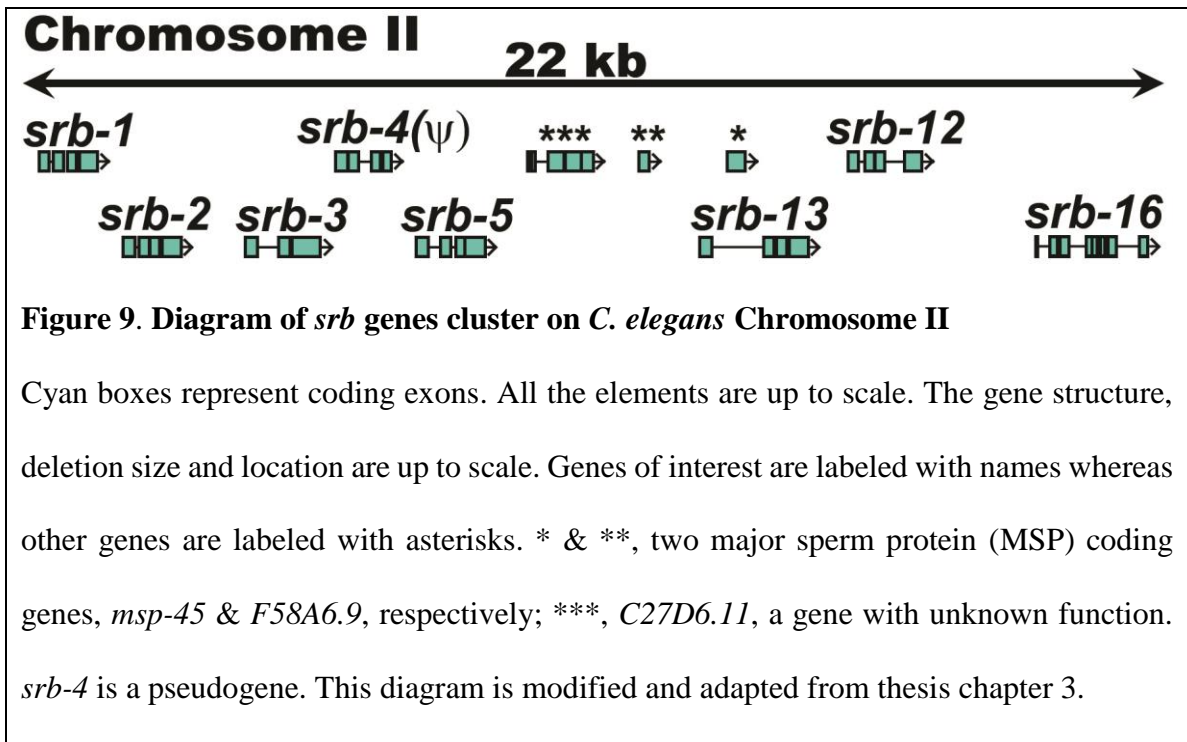 Chromosome II
22 kb
srb-1 srb-4(ψ) *** ** * srb-12
srb-2 srb-3 srb-5 srb-13 srb-16
Figure 9. Diagram of srb genes cluster on C. elegans Chromosome II
Cyan boxes represent coding exons. All the elements are up to scale. The gene structure,
deletion size and location are up to scale. Genes of interest are labeled with names whereas
other genes are labeled with asterisks. * & **, two major sperm protein (MSP) coding
genes, msp-45 & F58A6.9, respectively; ***, C27D6.11, a gene with unknown function.
srb-4 is a pseudogene. This diagram is modified and adapted from thesis chapter 3.